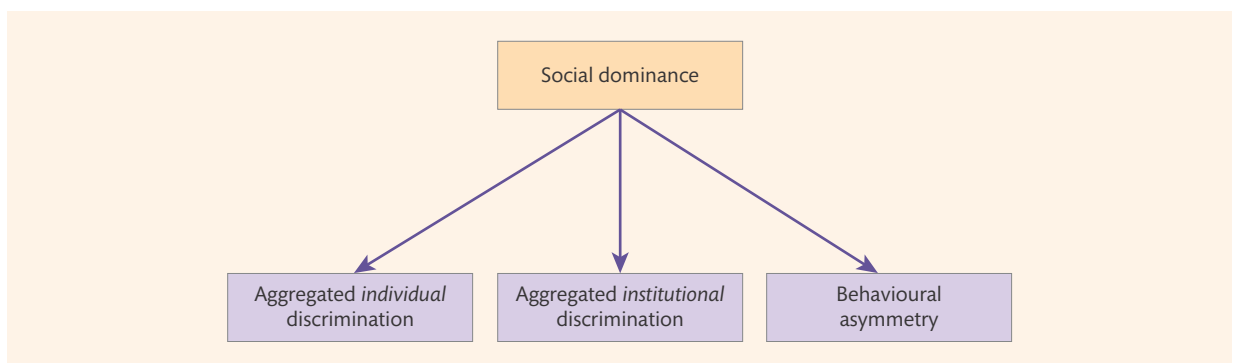 Social dominance
Aggregated individual
discrimination
Aggregated institutional
discrimination
Behavioural
asymmetry